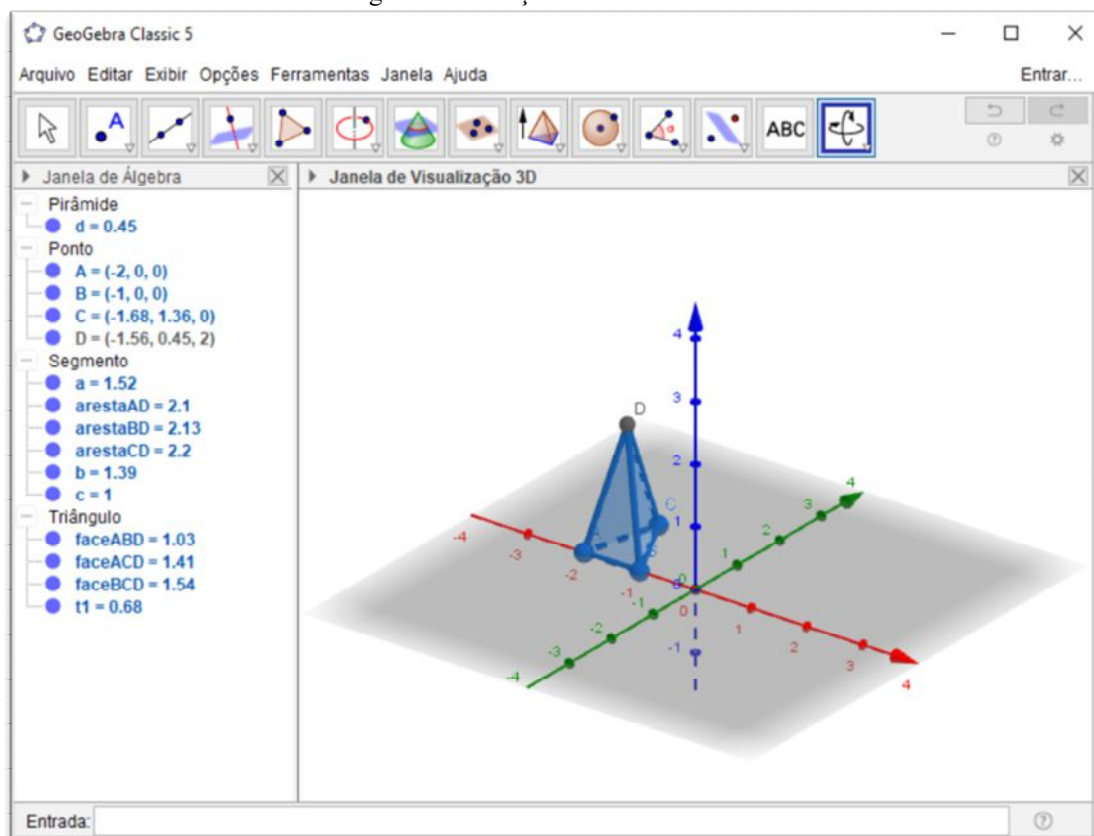 GeoGebra Classic 5
Arquivo Editar Exibir Opções Ferramentas Janela Ajuda
Entrar...
A
α
ABC
Janela de Álgebra
Pirâmide
d = 0.45
Ponto
A = (-2, 0, 0)
B = (-1, 0, 0)
C = (-1.68, 1.36, 0)
D = (-1.56, 0.45, 2)
Segmento
a = 1.52
arestaAD = 2.1
arestaBD = 2.13
arestaCD = 2.2
b = 1.39
c = 1
Triângulo
faceABD = 1.03
faceACD = 1.41
faceBCD = 1.54
t1 = 0.68
Janela de Visualização 3D
4
3
D
2
4
C
1
3
-4
2
-3
1
-2
0
-1
-1
0
-2
1
-1
-3
2
-4
3
4
Entrada: